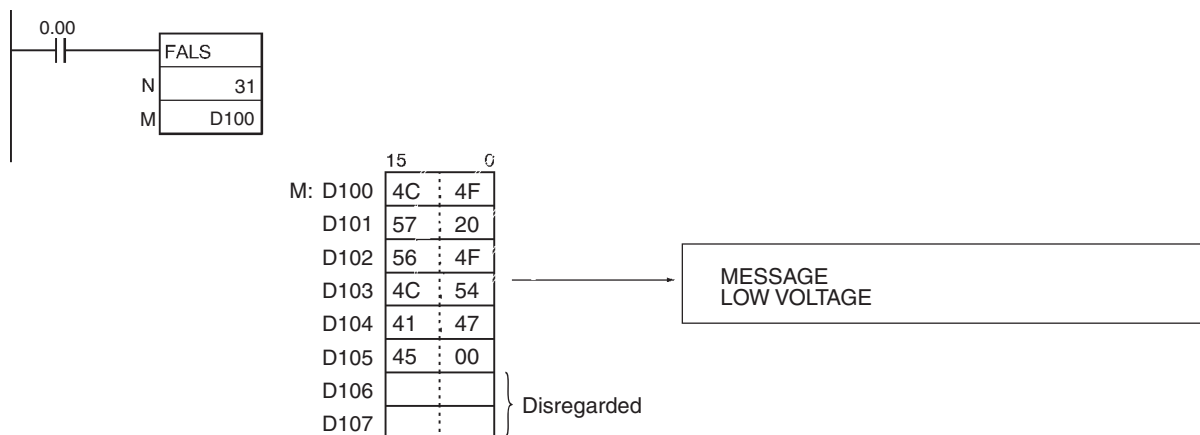 0.00
FALS
N 31
M D100
15 0
M: D100 4C 4F
D101 57 20
D102 56 4F
D103 4C 54
D104 41 47
D105 45 00
D106
D107
Disregarded
MESSAGE
LOW VOLTAGE